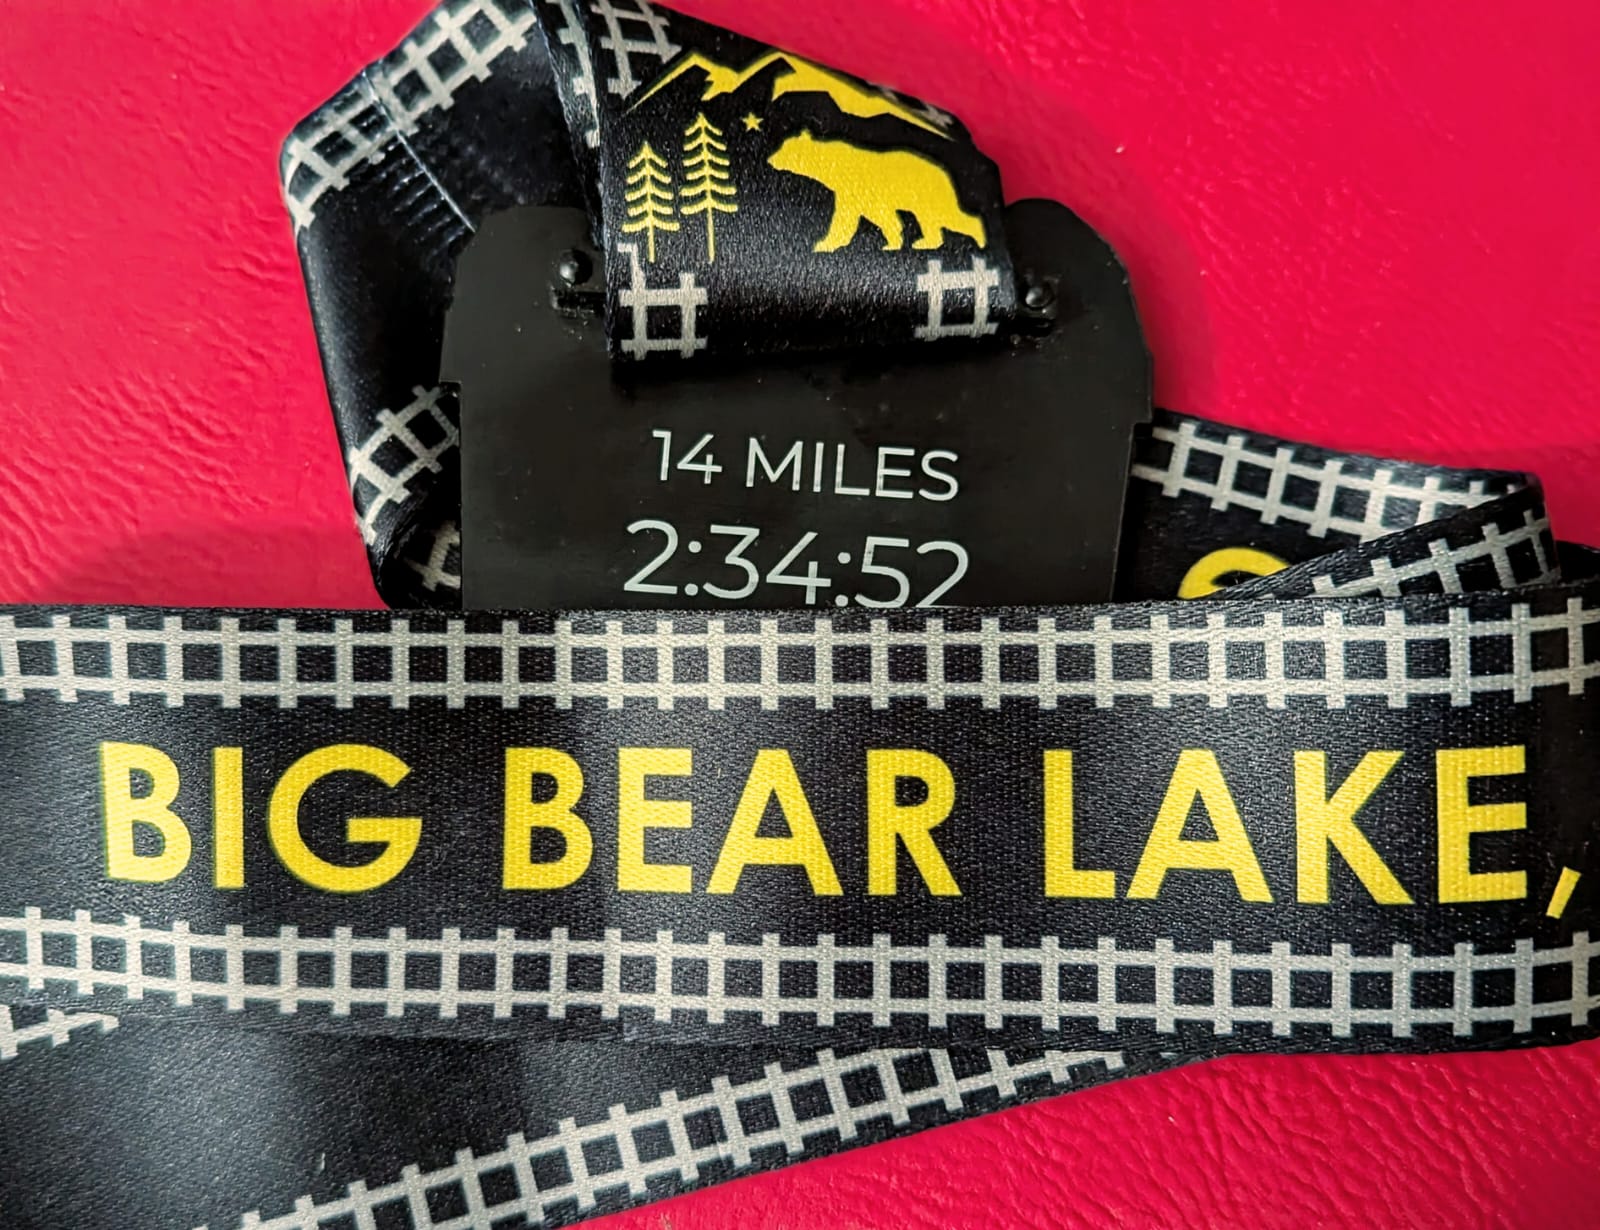 14 MILES
2:34:52
BIG BEAR LAKE,